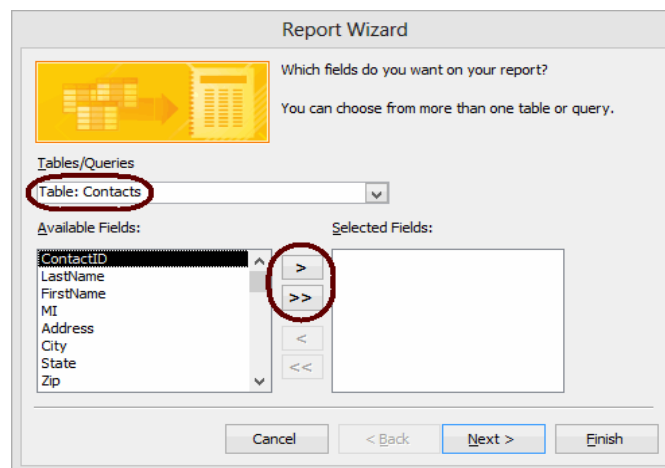 Report Wizard
Which fields do you want on your report?
You can choose from more than one table or query.
Tables/Queries
Table: Contacts
Available Fields:
Selected Fields:
ContactID
LastName
FirstName
MI
Address
City
State
Zip
>
>>
<
<<
Cancel
< Back
Next >
Finish